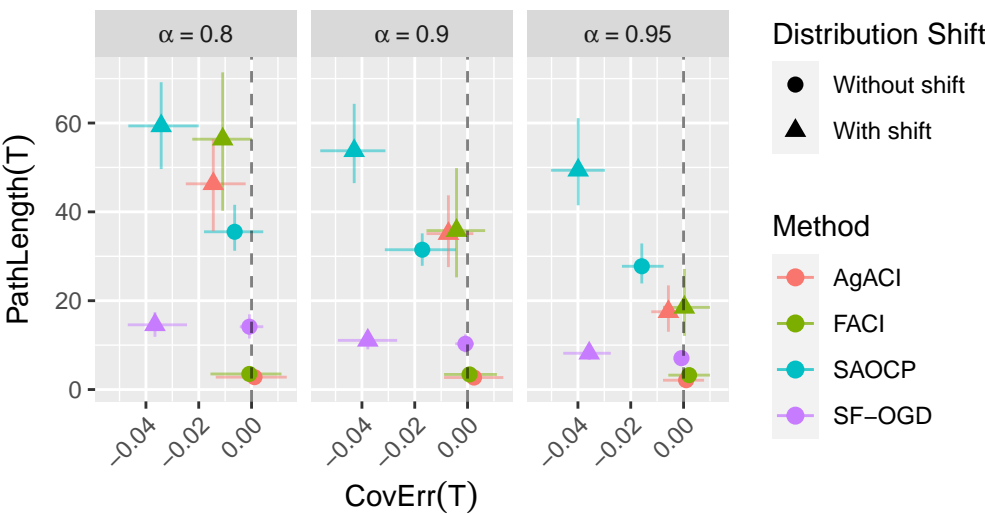 α = 0.8
α = 0.9
α = 0.95
PathLength(T)
60
40
20
0
−0.04
−0.02
0.00
−0.04
−0.02
0.00
−0.04
−0.02
0.00
CovErr(T)
Distribution Shift
Without shift
With shift
Method
AgACI
FACI
SAOCP
SF−OGD